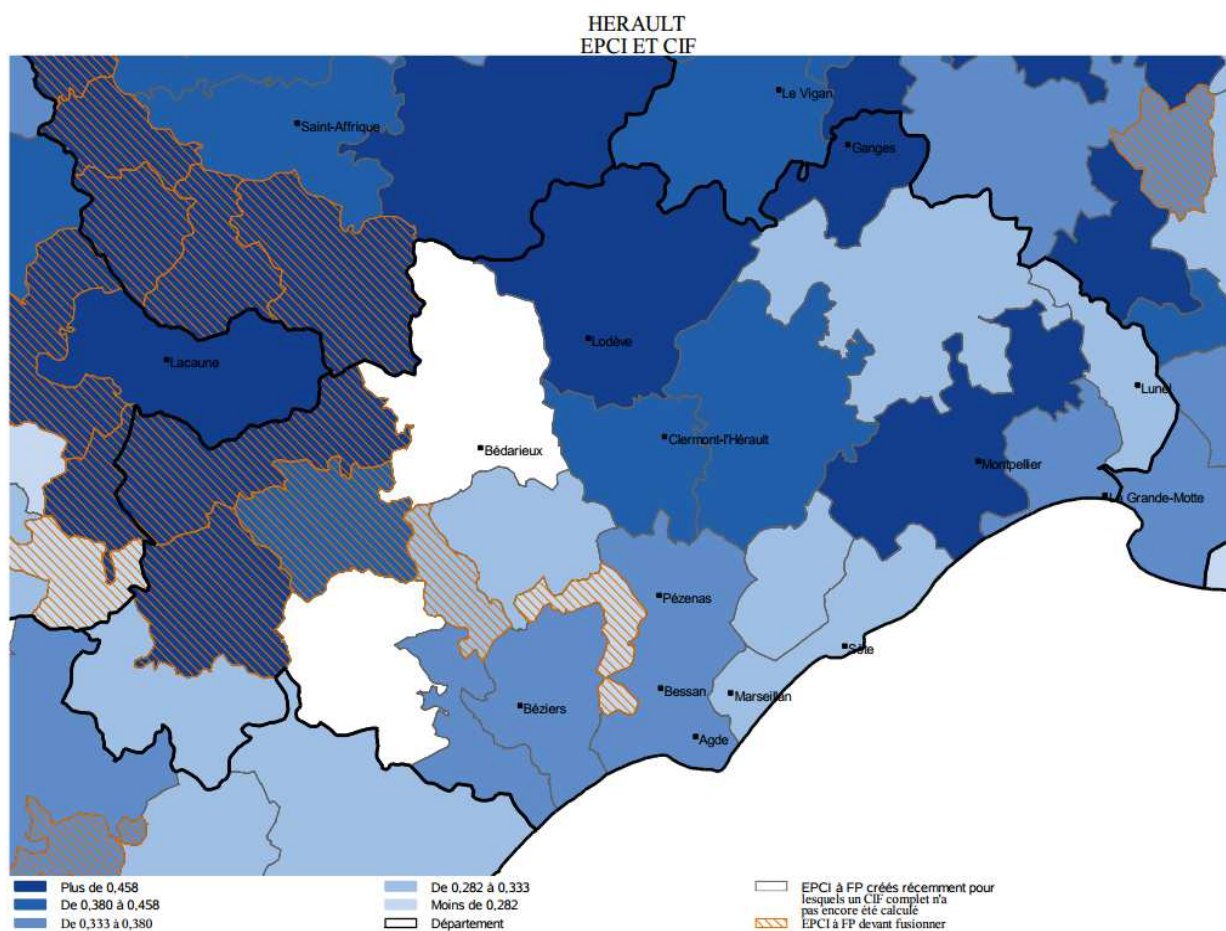 HERAULT
EPCI ET CIF
Le Vigan
Saint-Affrique
Ganges
Lodève
Lacaune
Lunel
Clermont-l'Hérault
Bédarieux
Montpellier
La Grande-Motte
Pézenas
Sète
Bessan
Marseillan
Béziers
Agde
Plus de 0,458
De 0,380 à 0,458
De 0,333 à 0,380
De 0,282 à 0,333
Moins de 0,282
Département
EPCI à FP créés récemment pour
lesquels un CIF complet n'a
pas encore été calculé
EPCI à FP devant fusionner